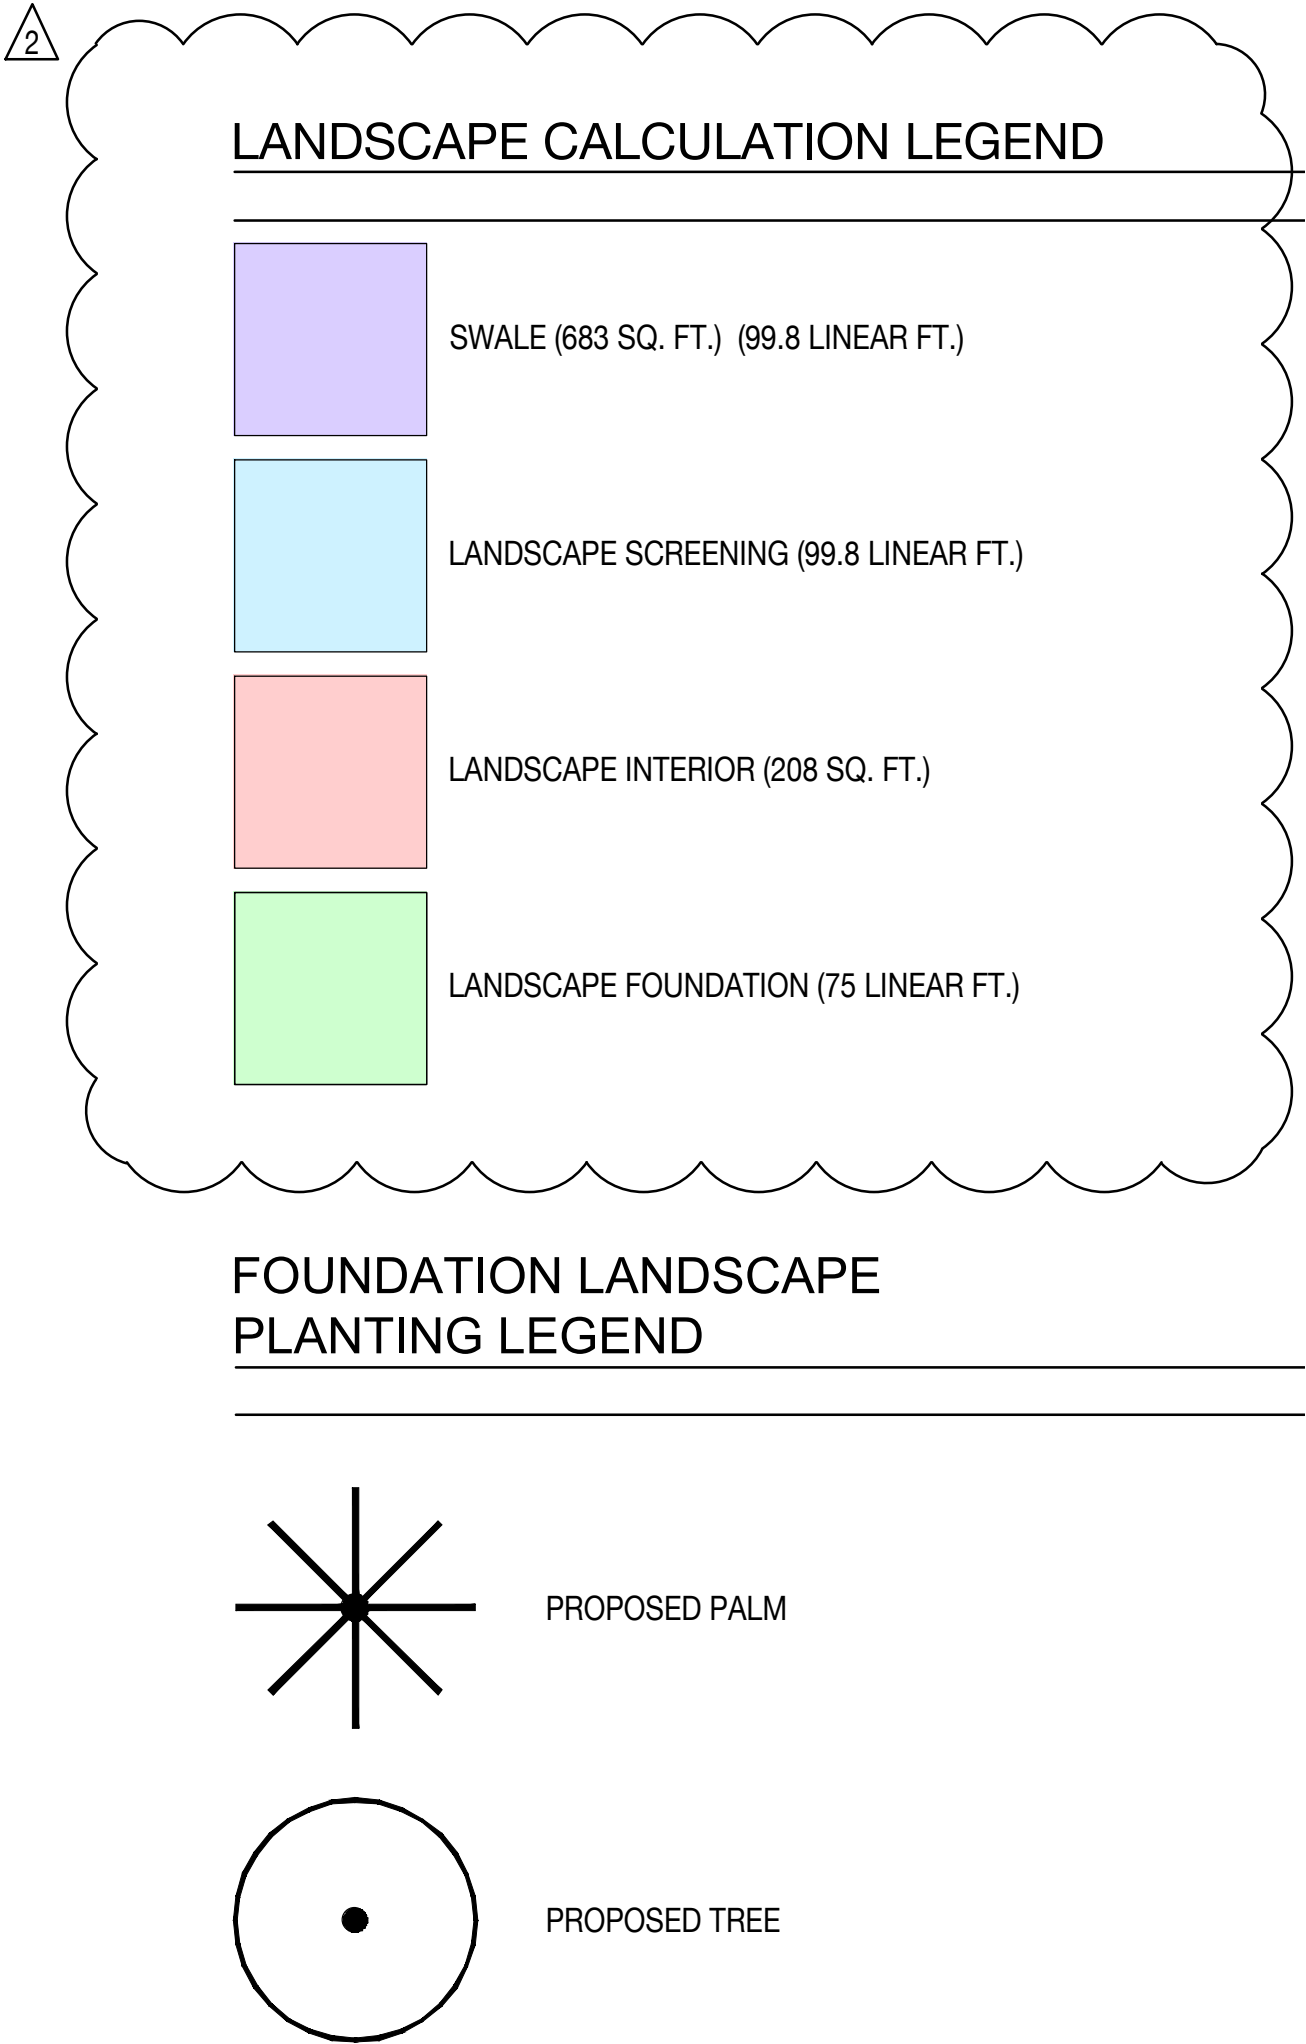 2
LANDSCAPE CALCULATION LEGEND
SWALE (683 SQ. FT.) (99.8 LINEAR FT.)
LANDSCAPE SCREENING (99.8 LINEAR FT.)
LANDSCAPE INTERIOR (208 SQ. FT.)
LANDSCAPE FOUNDATION (75 LINEAR FT.)
FOUNDATION LANDSCAPE
PLANTING LEGEND
PROPOSED PALM
PROPOSED TREE